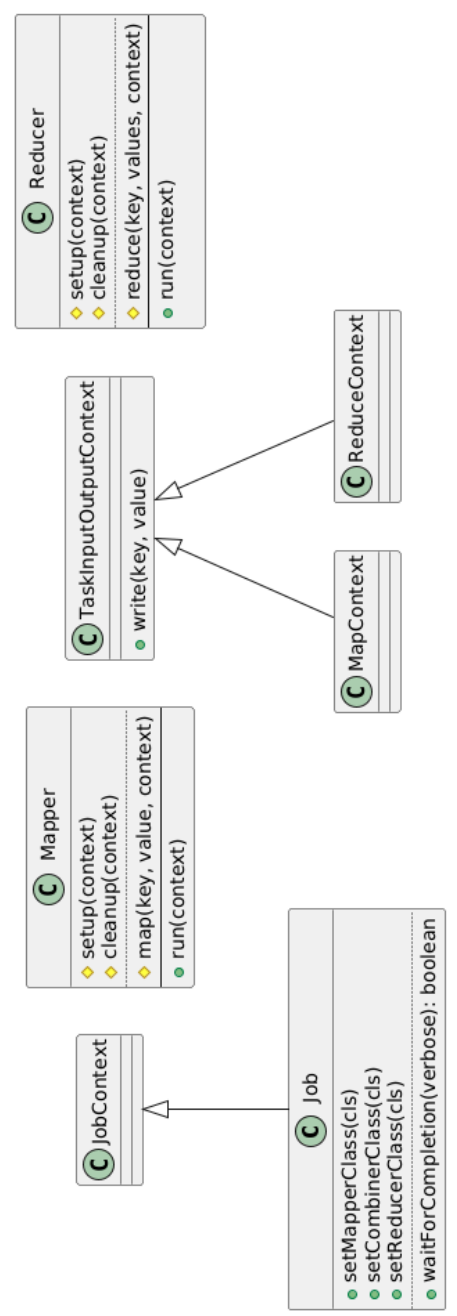 C JobContext
C Mapper
setup(context)
cleanup(context)
map(key, value, context)
run(context)
C TaskInputOutputContext
write(key, value)
C Reducer
setup(context)
cleanup(context)
reduce(key, values, context)
run(context)
C Job
setMapperClass(cls)
setCombinerClass(cls)
setReducerClass(cls)
waitForCompletion(verbose): boolean
C MapContext
C ReduceContext